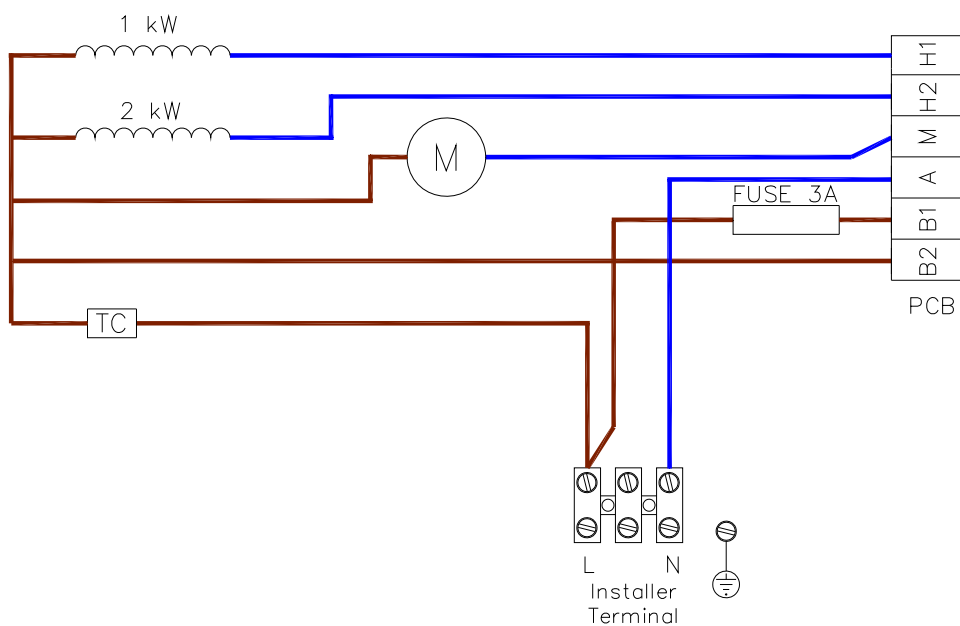 1 kW
H1
2 kW
H2
M
M
A
FUSE 3A
B1
B2
PCB
TC
L
N
Installer
Terminal